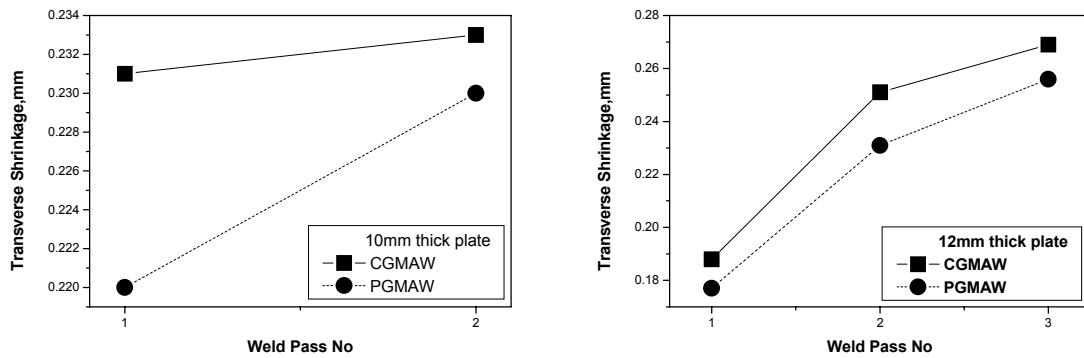 Transverse Shrinkage,mm
0.234
0.232
0.230
0.228
0.226
0.224
0.222
0.220
1
2
Weld Pass No
10mm thick plate
CGMAW
PGMAW
Transverse Shrinkage,mm
0.28
0.26
0.24
0.22
0.20
0.18
1
2
3
Weld Pass No
12mm thick plate
CGMAW
PGMAW